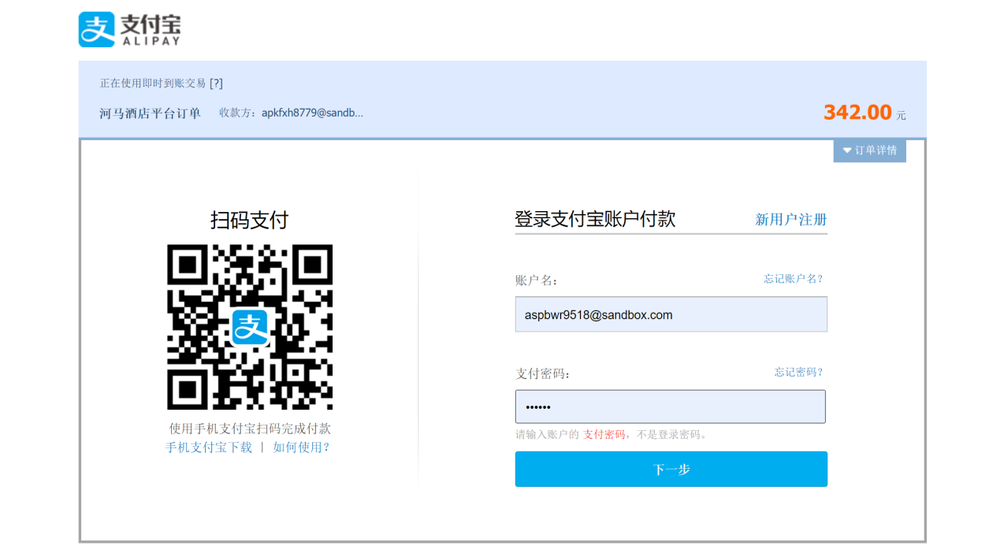 支付宝
ALIPAY
正在使用即时到账交易 [?]
河马酒店平台订单 收款方：apkfxh8779@sandb...
342.00 元
订单详情
扫码支付
支
使用手机支付宝扫码完成付款
手机支付宝下载 | 如何使用？
登录支付宝账户付款 新用户注册
账户名： 忘记账户名？
aspbwr9518@sandbox.com
支付密码： 忘记密码？
••••••
请输入账户的 支付密码，不是登录密码。
下一步